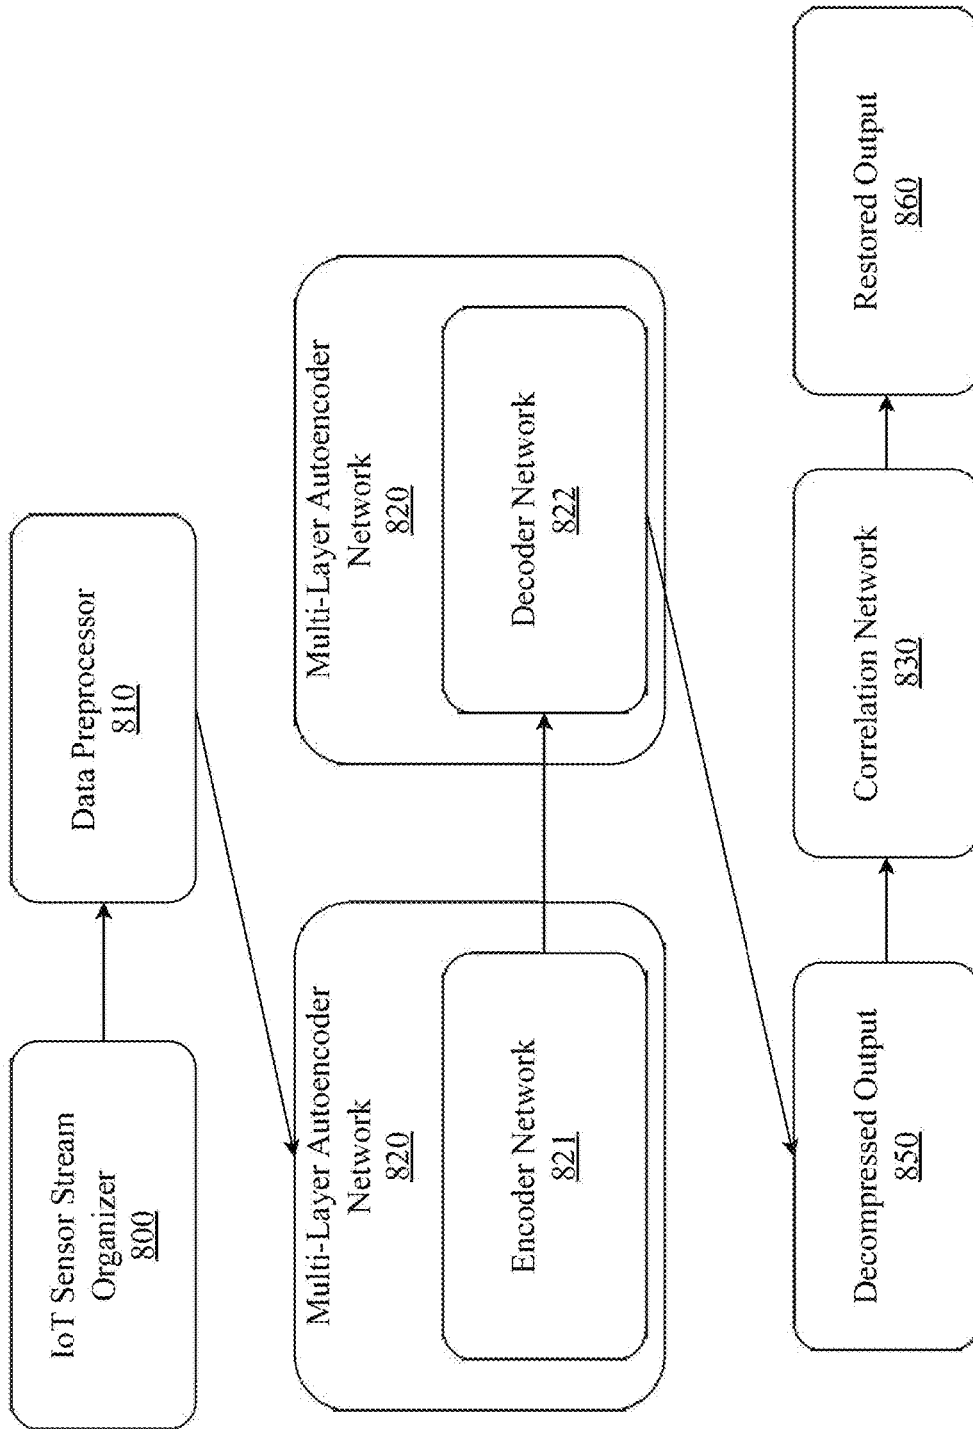 IoT Sensor Stream
Organizer
800
Data Preprocessor
810
Multi-Layer Autoencoder
Network
820
Encoder Network
821
Multi-Layer Autoencoder
Network
820
Decoder Network
822
Decompressed Output
850
Correlation Network
830
Restored Output
860